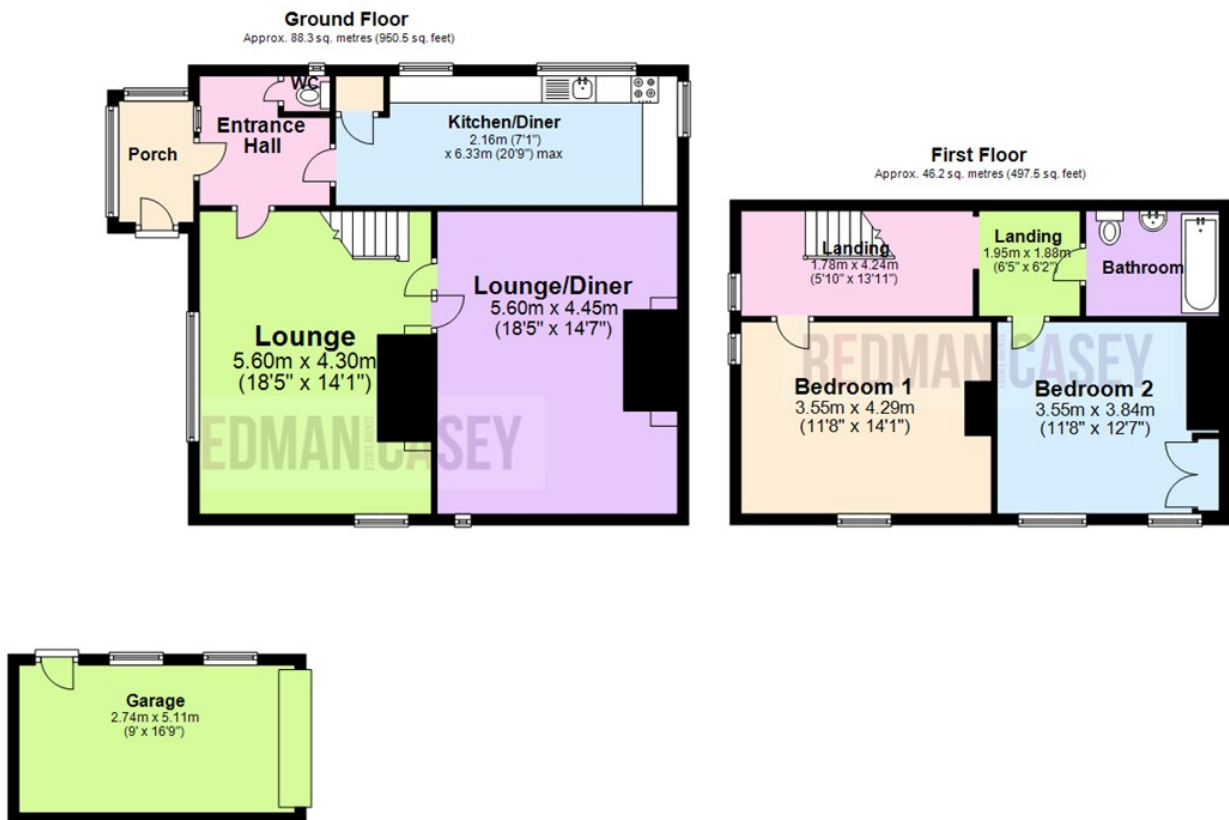 Ground Floor
Approx. 88.3 sq. metres (950.5 sq. feet)
WC
Entrance
Hall
Porch
Kitchen/Diner
2.16m (7'1")
x 6.33m (20'9") max
Lounge
5.60m x 4.30m
(18'5" x 14'1")
Lounge/Diner
5.60m x 4.45m
(18'5" x 14'7")
EDMAN CASEY
ESTATE AGENTS
First Floor
Approx. 46.2 sq. metres (497.5 sq. feet)
Landing
1.78m x 4.24m
(5'10" x 13'11")
Landing
1.95m x 1.88m
(6'5" x 6'2")
Bathroom
REDMAN CASEY
ESTATE AGENTS
Bedroom 1
3.55m x 4.29m
(11'8" x 14'1")
Bedroom 2
3.55m x 3.84m
(11'8" x 12'7")
Garage
2.74m x 5.11m
(9' x 16'9")